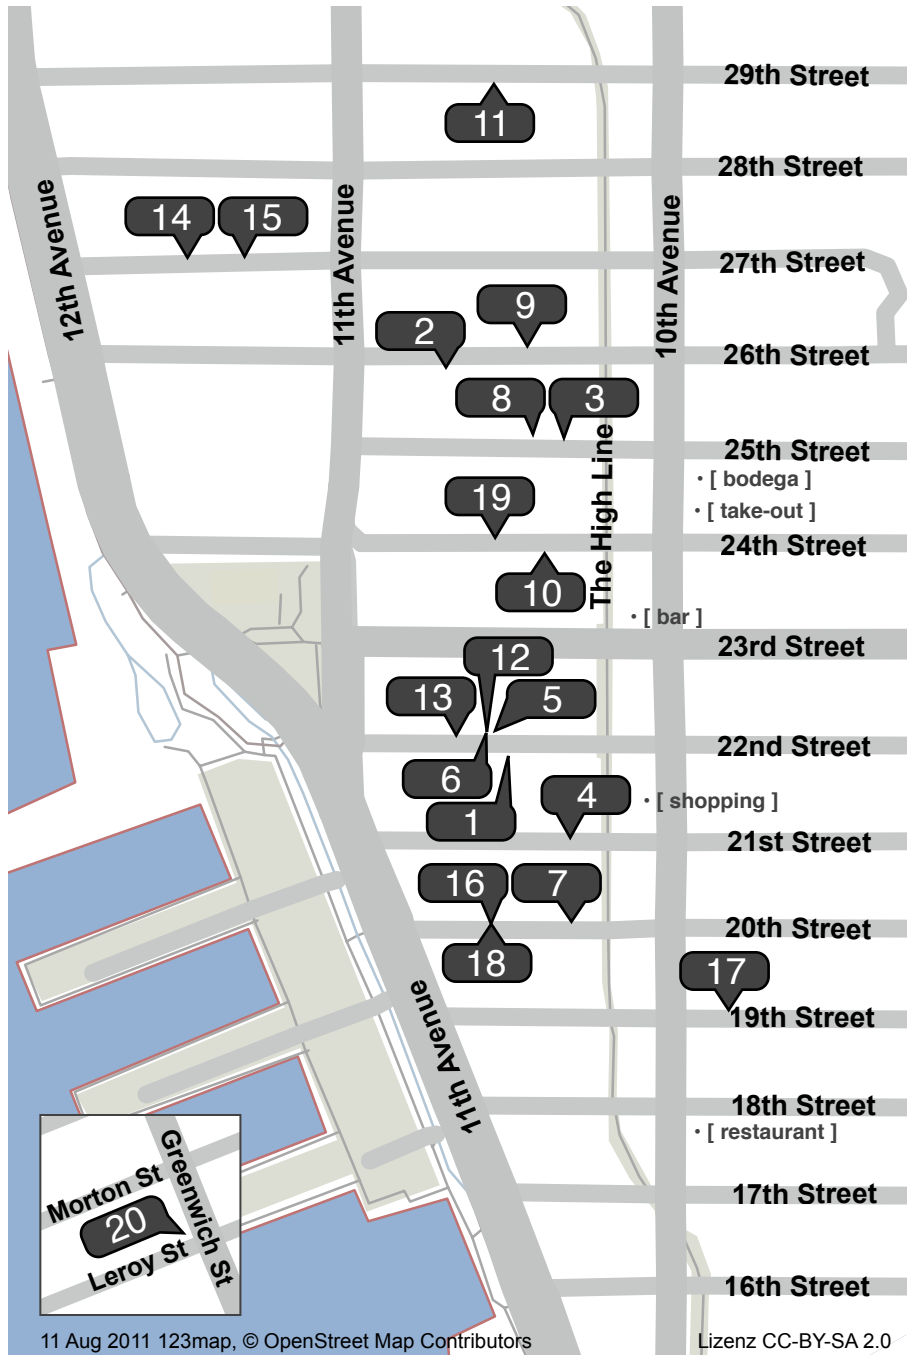 29th Street
11
28th Street
12th Avenue
14
15
11th Avenue
10th Avenue
27th Street
9
2
26th Street
8
3
The High Line
25th Street
· [ bodega ]
19
· [ take-out ]
24th Street
10
· [ bar ]
23rd Street
12
13
5
22nd Street
6
4
· [ shopping ]
1
21st Street
16
7
20th Street
18
17
11th Avenue
19th Street
18th Street
· [ restaurant ]
Greenwich St
Morton St
20
Leroy St
17th Street
16th Street
11 Aug 2011 123map, © OpenStreet Map Contributors
Lizenz CC-BY-SA 2.0